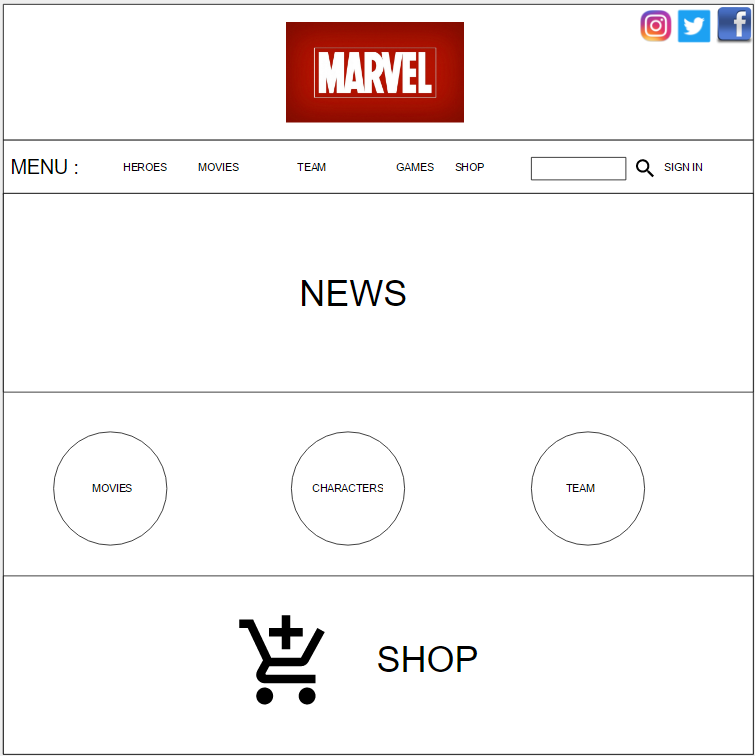 MARVEL
MENU : HEROES MOVIES TEAM GAMES SHOP SIGN IN
NEWS
MOVIES CHARACTERS TEAM
SHOP